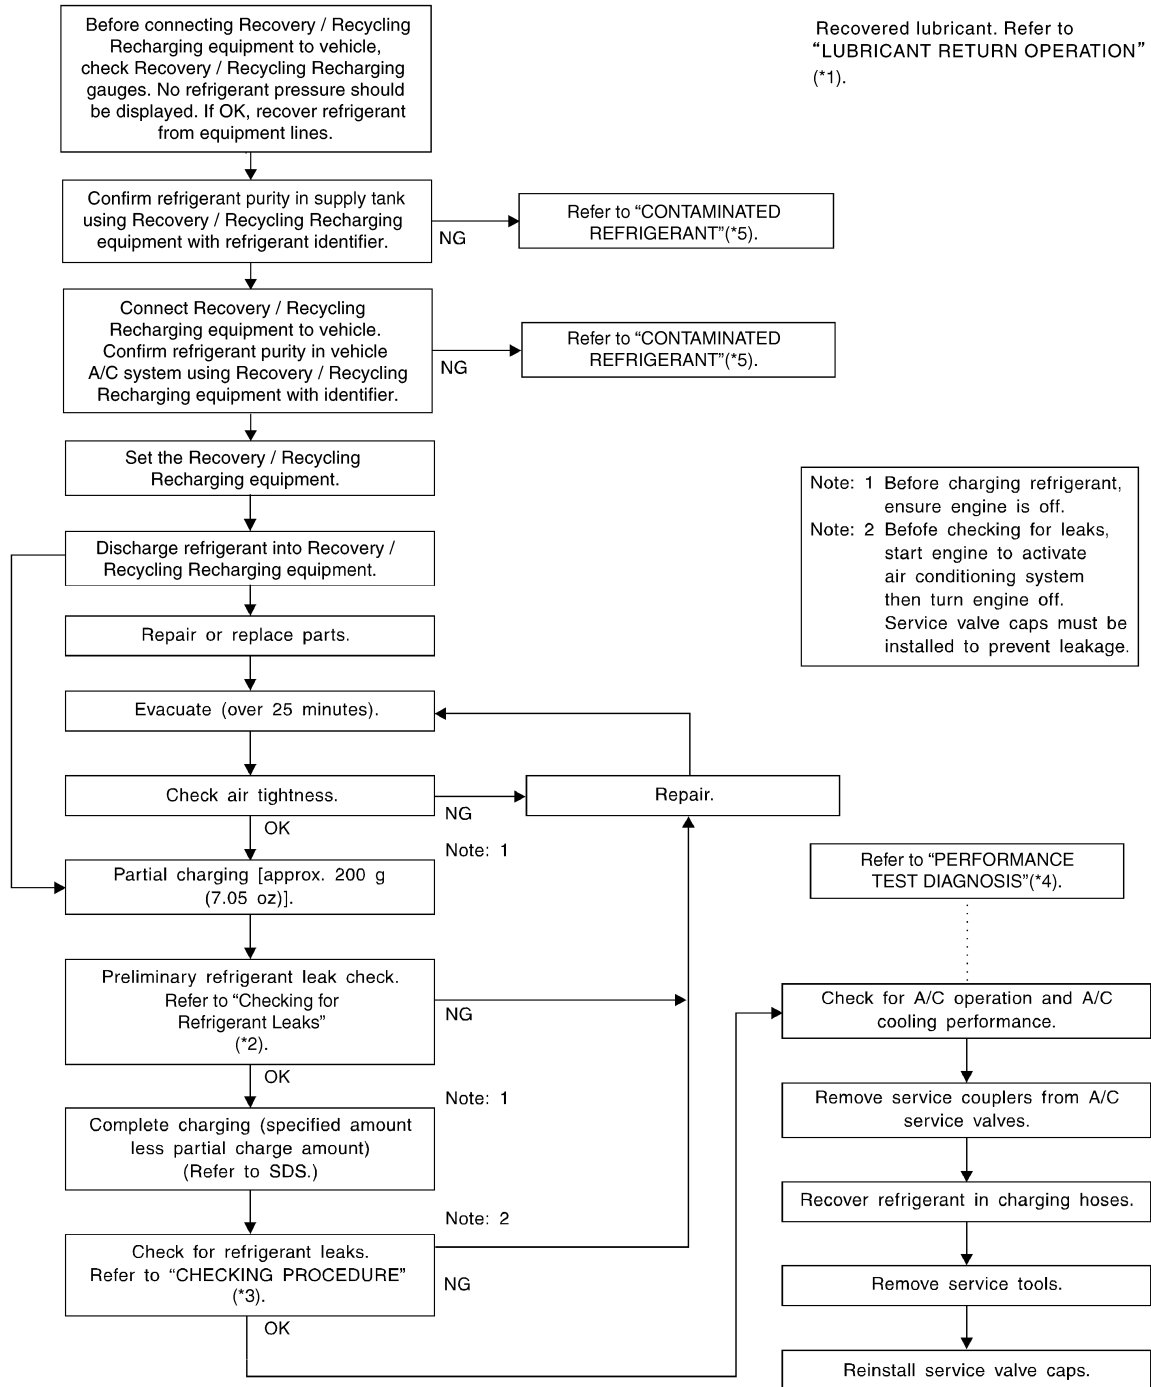 Before connecting Recovery / Recycling
Recharging equipment to vehicle,
check Recovery / Recycling Recharging
gauges. No refrigerant pressure should
be displayed. If OK, recover refrigerant
from equipment lines.
Recovered lubricant. Refer to
“LUBRICANT RETURN OPERATION”
(*1).
Confirm refrigerant purity in supply tank
using Recovery / Recycling Recharging
equipment with refrigerant identifier.
NG
Refer to “CONTAMINATED
REFRIGERANT”(*5).
Connect Recovery / Recycling
Recharging equipment to vehicle.
Confirm refrigerant purity in vehicle
A/C system using Recovery / Recycling
Recharging equipment with identifier.
NG
Refer to “CONTAMINATED
REFRIGERANT”(*5).
Set the Recovery / Recycling
Recharging equipment.
Discharge refrigerant into Recovery /
Recycling Recharging equipment.
Repair or replace parts.
Note: 1 Before charging refrigerant,
ensure engine is off.
Note: 2 Befofe checking for leaks,
start engine to activate
air conditioning system
then turn engine off.
Service valve caps must be
installed to prevent leakage.
Evacuate (over 25 minutes).
Check air tightness.
NG
Repair.
OK
Note: 1
Partial charging [approx. 200 g
(7.05 oz)].
Preliminary refrigerant leak check.
Refer to “Checking for
Refrigerant Leaks”
(*2).
NG
OK
Note: 1
Complete charging (specified amount
less partial charge amount)
(Refer to SDS.)
Note: 2
Check for refrigerant leaks.
Refer to “CHECKING PROCEDURE”
(*3).
NG
OK
Refer to “PERFORMANCE
TEST DIAGNOSIS”(*4).
Check for A/C operation and A/C
cooling performance.
Remove service couplers from A/C
service valves.
Recover refrigerant in charging hoses.
Remove service tools.
Reinstall service valve caps.